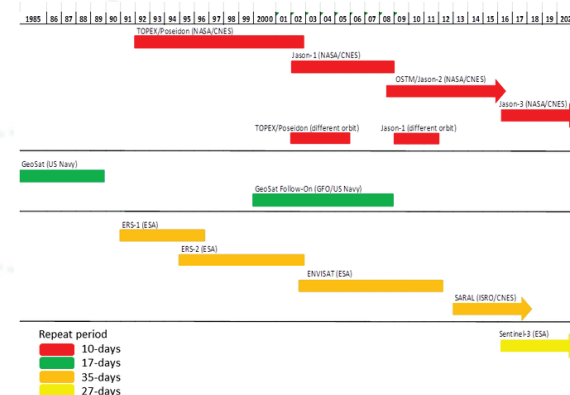 1985 86 87 88 89 90 91 92 93 94 95 96 97 98 99 2000 01 02 03 04 05 06 07 08 09 10 11 12 13 14 15 16 17 18 19
TOPEX/Poseidon (NASA/CNES)
Jason-1 (NASA/CNES)
OSTM/Jason-2 (NASA/CNES)
Jason-3 (NASA/CNES)
TOPEX/Poseidon (different orbit) Jason-1 (different orbit)
GeoSat (US Navy)
GeoSat Follow-On (GFO/US Navy)
ERS-1 (ESA)
ERS-2 (ESA)
ENVISAT (ESA)
SARAL (ISRO/CNES)
Sentinel-3 (ESA)
Repeat period
10-days
17-days
35-days
27-days